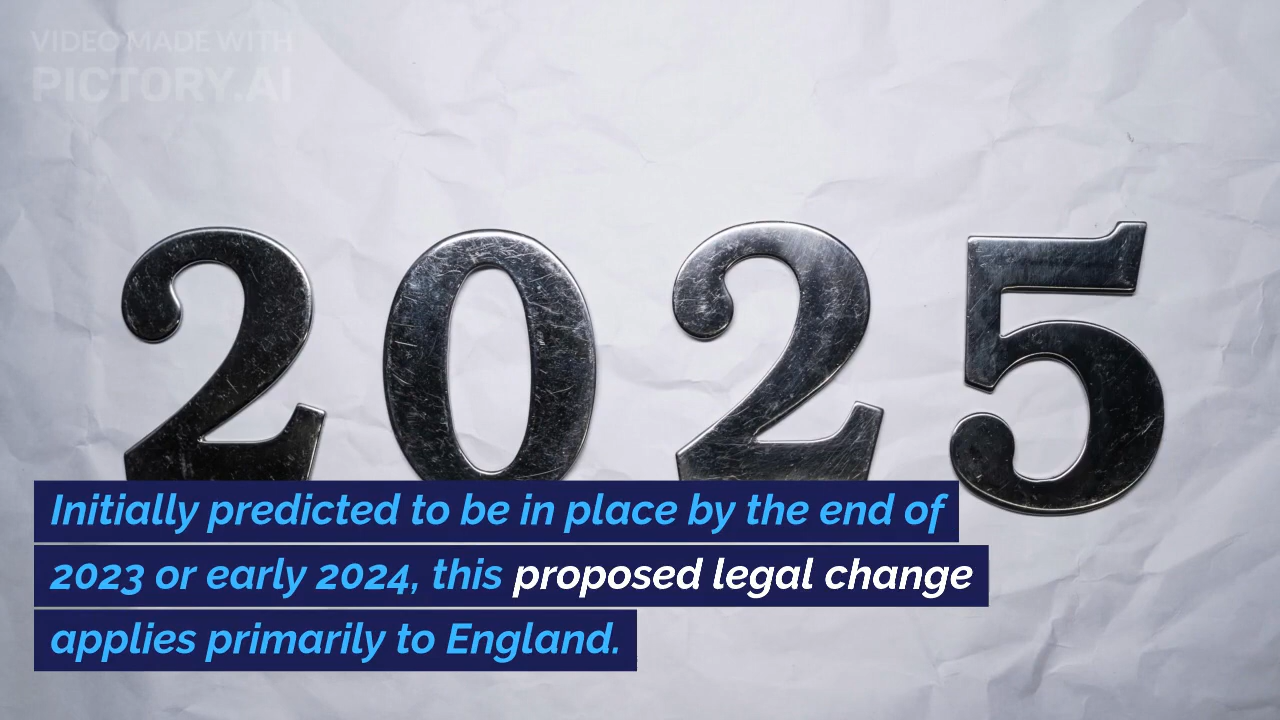 VIDEO MADE WITH
PICTORY.AI
2025
Initially predicted to be in place by the end of
2023 or early 2024, this proposed legal change
applies primarily to England.